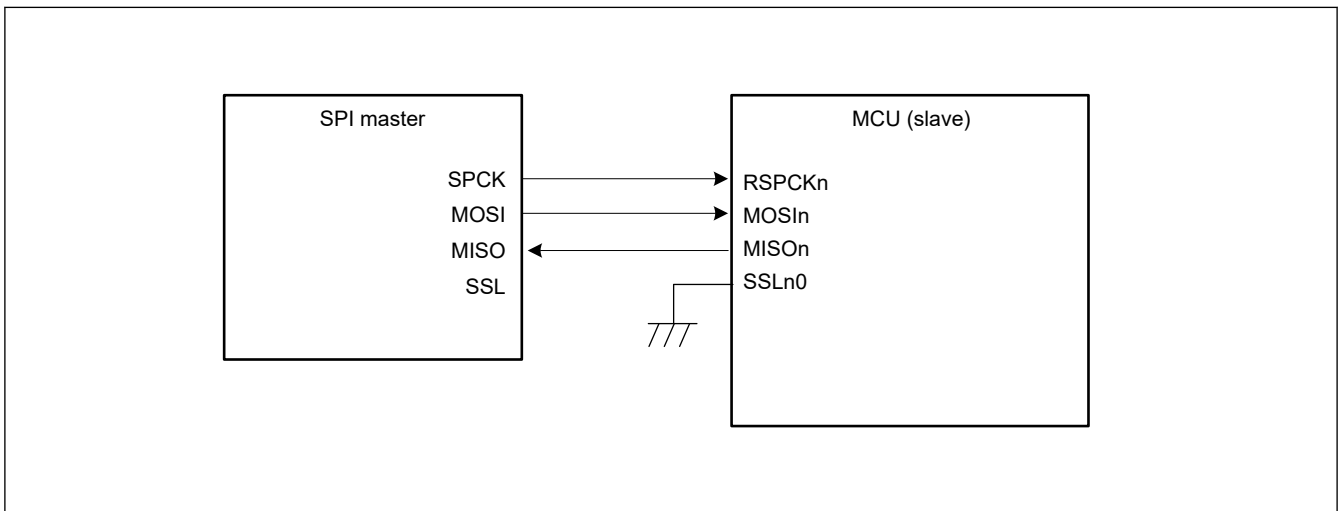 SPI master
SPCK
MOSI
MISO
SSL
MCU (slave)
RSPCKn
MOSIn
MISOn
SSLn0